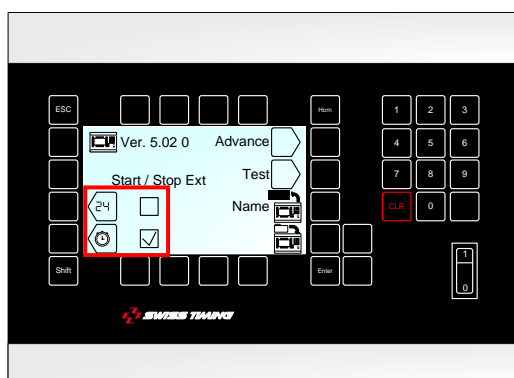 ESC
Horn
1 2 3
Ver. 5.02 0 Advance
4 5 6
Start / Stop Ext Test
7 8 9
24 Name
CLR 0
Shift
Enter
1
0
SWISS TIMING